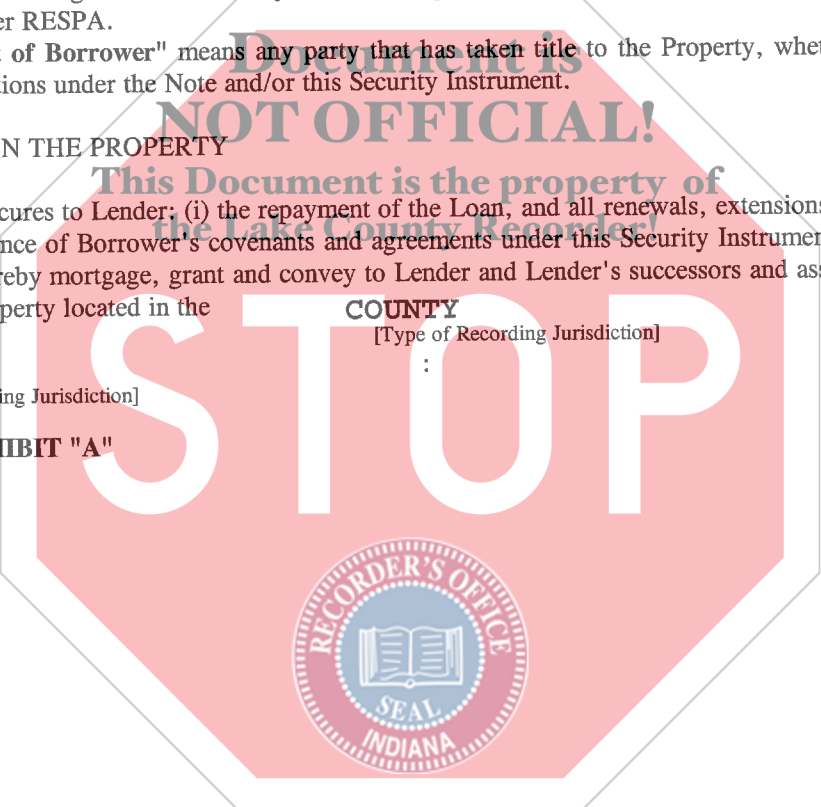 er RESPA.
of Borrower" means any party that has taken title to the Property, whet
tions under the Note and/or this Security Instrument.
Document is
NOT OFFICIAL!
N THE PROPERTY
This Document is the property of
the Lake County Recorder!
cures to Lender: (i) the repayment of the Loan, and all renewals, extensions
nce of Borrower's covenants and agreements under this Security Instrumen
reby mortgage, grant and convey to Lender and Lender's successors and ass
perty located in the COUNTY
[Type of Recording Jurisdiction]
:
ing Jurisdiction]
HIBIT "A"
STOP
RECORDER'S OFFICE
SEAL
INDIANA